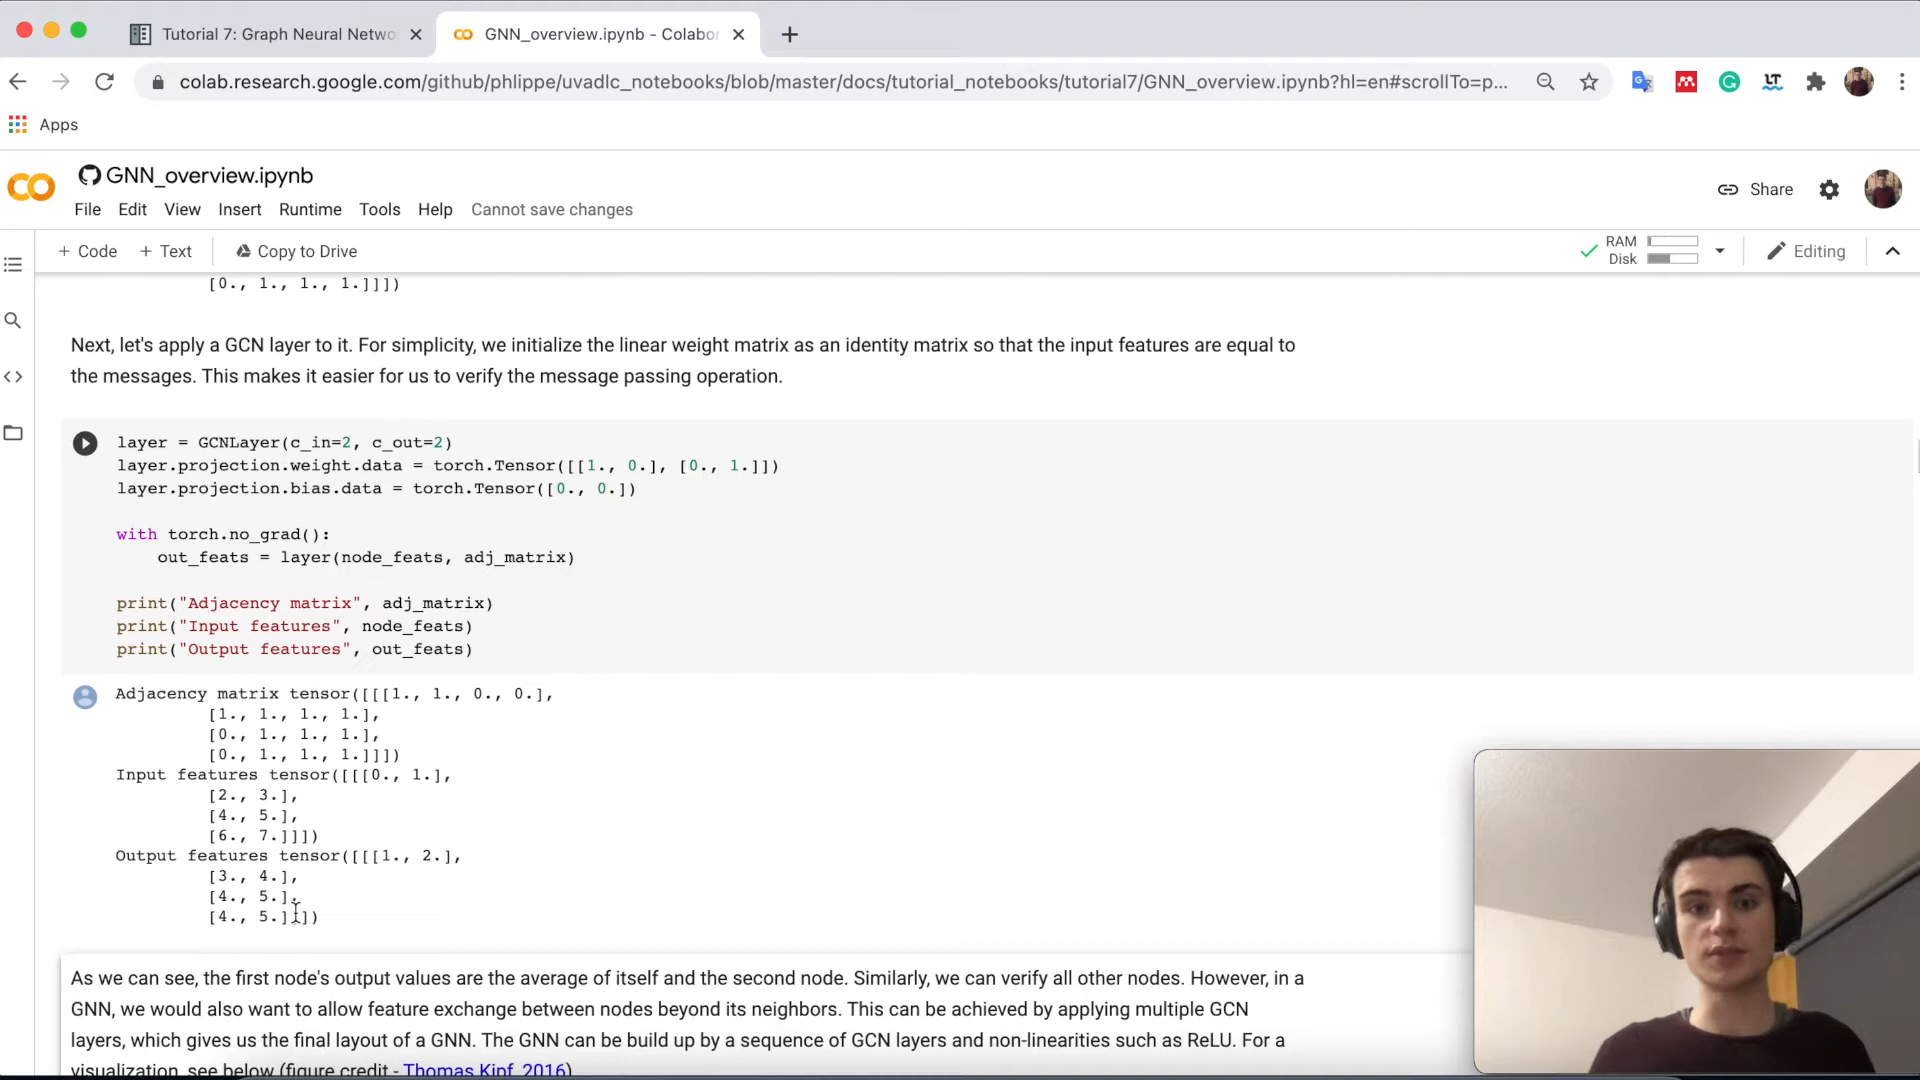 Tutorial 7: Graph Neural Netwo
GNN_overview.ipynb - Colabor
colab.research.google.com/github/phlippe/uvadlc_notebooks/blob/master/docs/tutorial_notebooks/tutorial7/GNN_overview.ipynb?hl=en#scrollTo=p...
Apps
GNN_overview.ipynb
Share
File Edit View Insert Runtime Tools Help Cannot save changes
+ Code + Text Copy to Drive
RAM
Disk
Editing
[0., 1., 1., 1.]]])
Next, let's apply a GCN layer to it. For simplicity, we initialize the linear weight matrix as an identity matrix so that the input features are equal to
the messages. This makes it easier for us to verify the message passing operation.
layer = GCNLayer(c_in=2, c_out=2)
layer.projection.weight.data = torch.Tensor([[1., 0.], [0., 1.]])
layer.projection.bias.data = torch.Tensor([0., 0.])
with torch.no_grad():
out_feats = layer(node_feats, adj_matrix)
print("Adjacency matrix", adj_matrix)
print("Input features", node_feats)
print("Output features", out_feats)
Adjacency matrix tensor([[[1., 1., 0., 0.],
[1., 1., 1., 1.],
[0., 1., 1., 1.],
[0., 1., 1., 1.]]])
Input features tensor([[[0., 1.],
[2., 3.],
[4., 5.],
[6., 7.]]])
Output features tensor([[[1., 2.],
[3., 4.],
[4., 5.],
[4., 5.]]])
As we can see, the first node's output values are the average of itself and the second node. Similarly, we can verify all other nodes. However, in a
GNN, we would also want to allow feature exchange between nodes beyond its neighbors. This can be achieved by applying multiple GCN
layers, which gives us the final layout of a GNN. The GNN can be build up by a sequence of GCN layers and non-linearities such as ReLU. For a
visualization, see below (figure credit - Thomas Kipf, 2016)